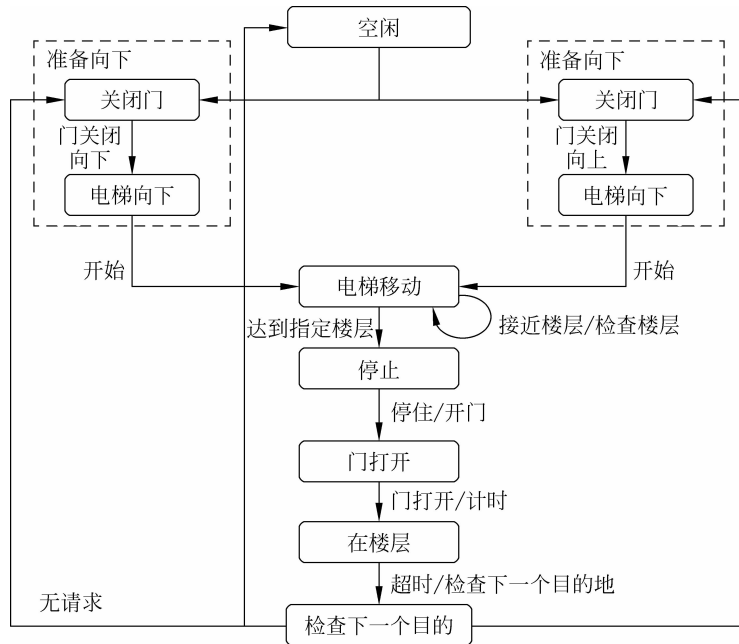 空闲
准备向下
准备向下
关闭门
关闭门
门关闭
向下
门关闭
向上
电梯向下
电梯向下
开始
开始
电梯移动
达到指定楼层
接近楼层/检查楼层
停止
停住/开门
门打开
门打开/计时
在楼层
超时/检查下一个目的地
无请求
检查下一个目的